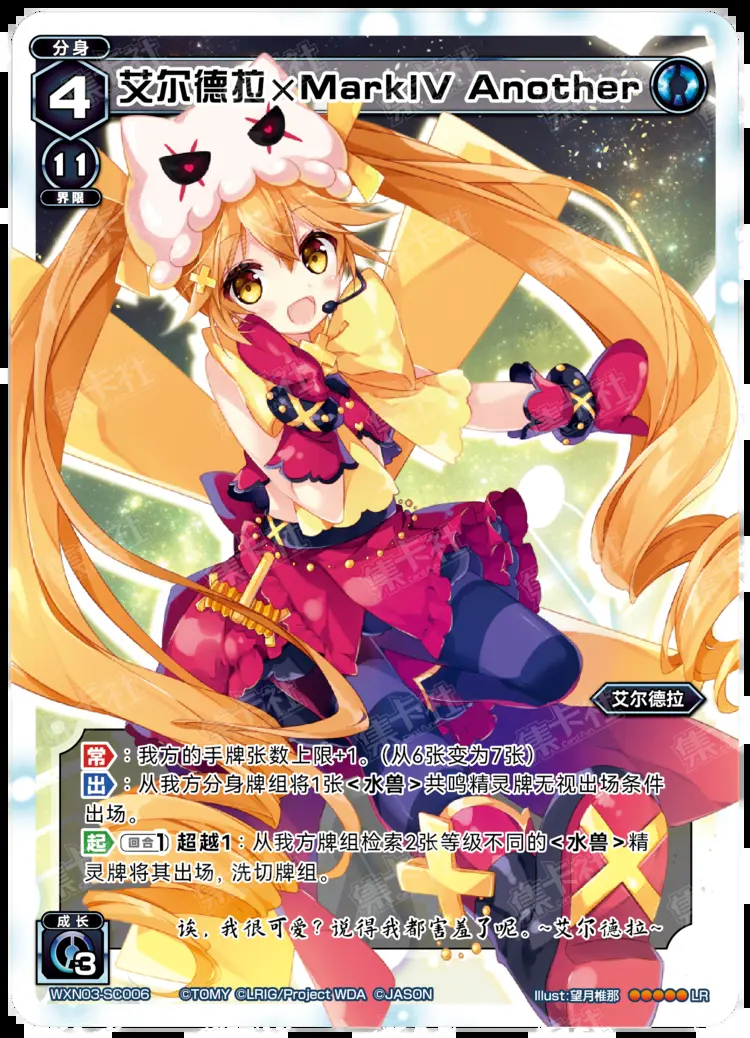 分身
4
艾尔德拉×MarkIV Another
11
界限
艾尔德拉
常：我方的手牌张数上限+1。（从6张变为7张）
出：从我方分身牌组将1张<水兽>共鸣精灵牌无视出场条件
出场。
起 回合1 超越1：从我方牌组检索2张等级不同的<水兽>精
灵牌将其出场，洗切牌组。
诶，我很可爱？说得我都害羞了呢。~艾尔德拉~
成长
3
WXN03-SC006 ©TOMY ©LRIG/Project WDA ©JASON Illust:望月椎那 LR
集卡社